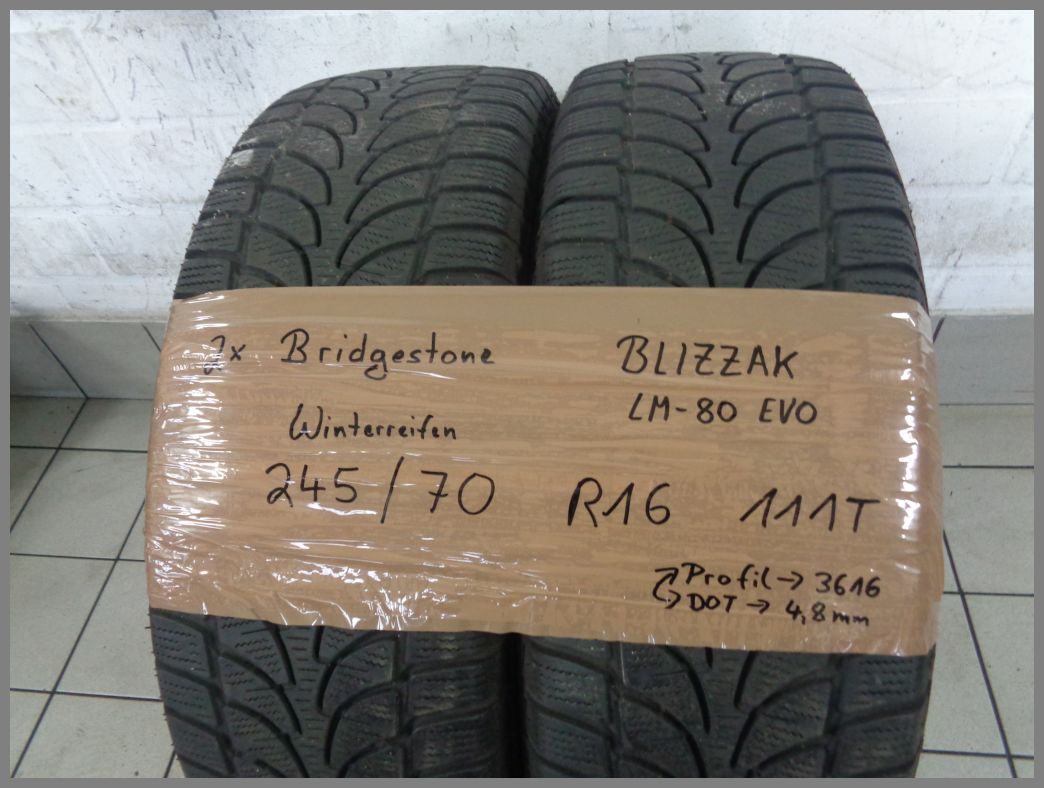 2x Bridgestone
BLIZZAK
LM-80 EVO
Winterreifen
245/70 R16 111T
Profil → 3616
DOT → 4,8mm